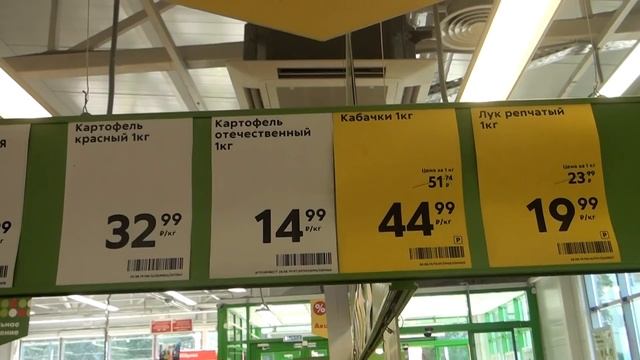 Я
99
Картофель
красный 1кг
32 99
₽/кг
Картофель
отечественный
1кг
14 99
₽/кг
Кабачки 1кг
Цена за 1 кг
51 74
₽
44 99
₽/кг
Р
Лук репчатый
1кг
Цена за 1 кг
23 99
₽
19 99
₽/кг
Р
%